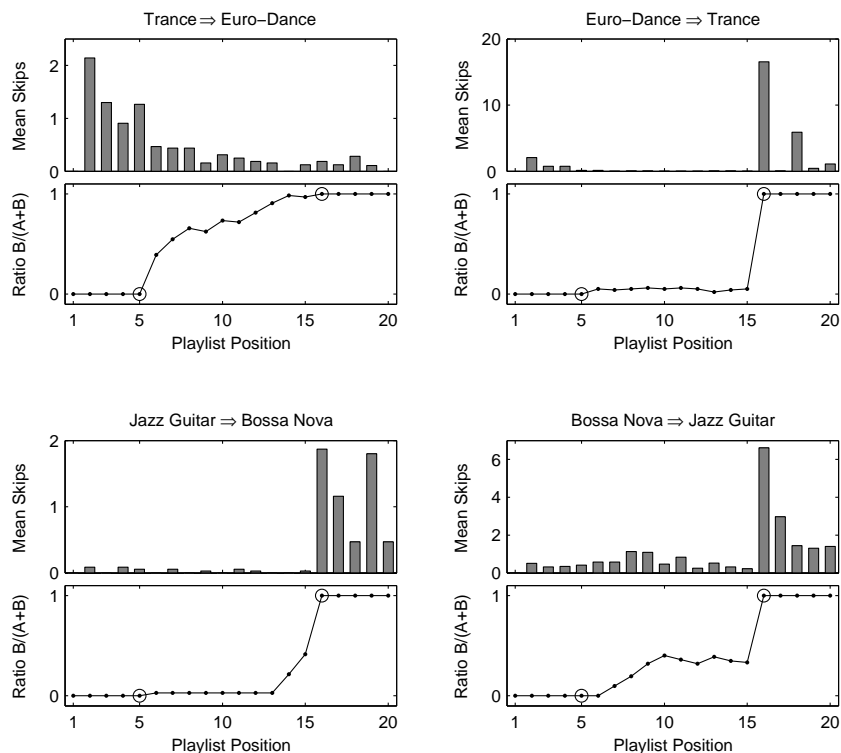 Trance ⇒ Euro−Dance
Mean Skips
2
1
0
Ratio B/(A+B)
1
0
1 5 10 15 20
Playlist Position
Euro−Dance ⇒ Trance
Mean Skips
20
10
0
Ratio B/(A+B)
1
0
1 5 10 15 20
Playlist Position
Jazz Guitar ⇒ Bossa Nova
Mean Skips
2
1
0
Ratio B/(A+B)
1
0
1 5 10 15 20
Playlist Position
Bossa Nova ⇒ Jazz Guitar
Mean Skips
6
4
2
0
Ratio B/(A+B)
1
0
1 5 10 15 20
Playlist Position